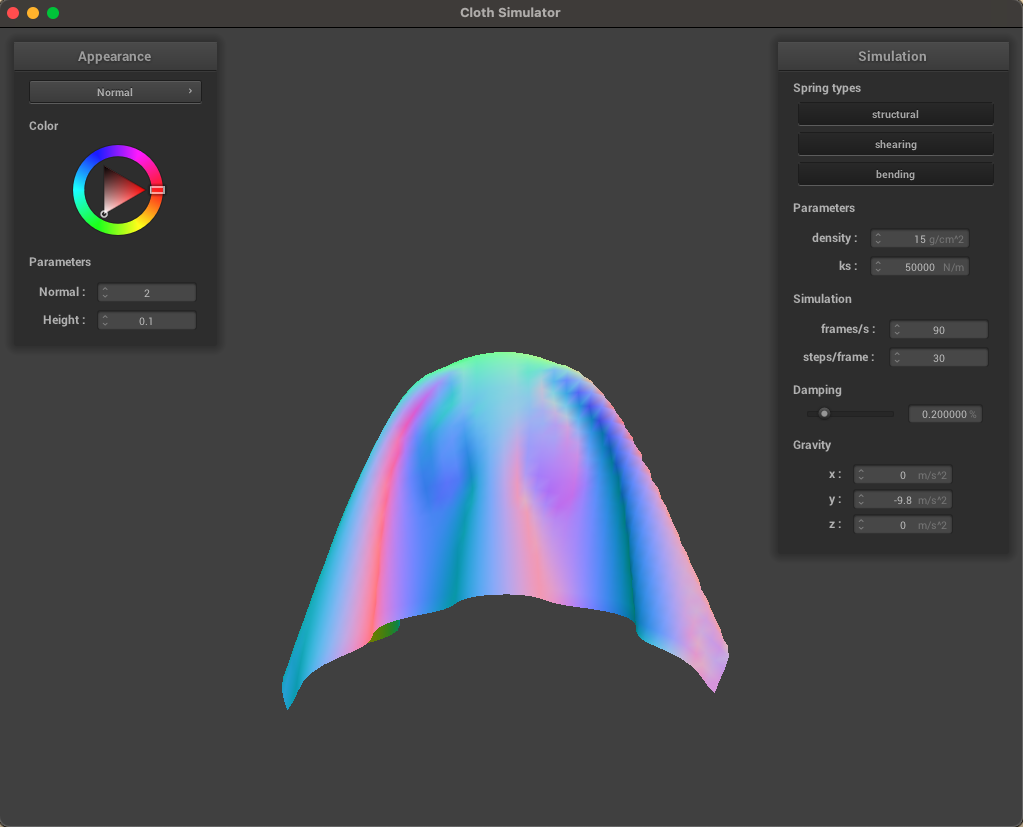 Cloth Simulator
Appearance
Normal
Color
Parameters
Normal : 2
Height : 0.1
Simulation
Spring types
structural
shearing
bending
Parameters
density : 15 g/cm^2
ks : 50000 N/m
Simulation
frames/s : 90
steps/frame : 30
Damping
0.200000 %
Gravity
x : 0 m/s^2
y : -9.8 m/s^2
z : 0 m/s^2